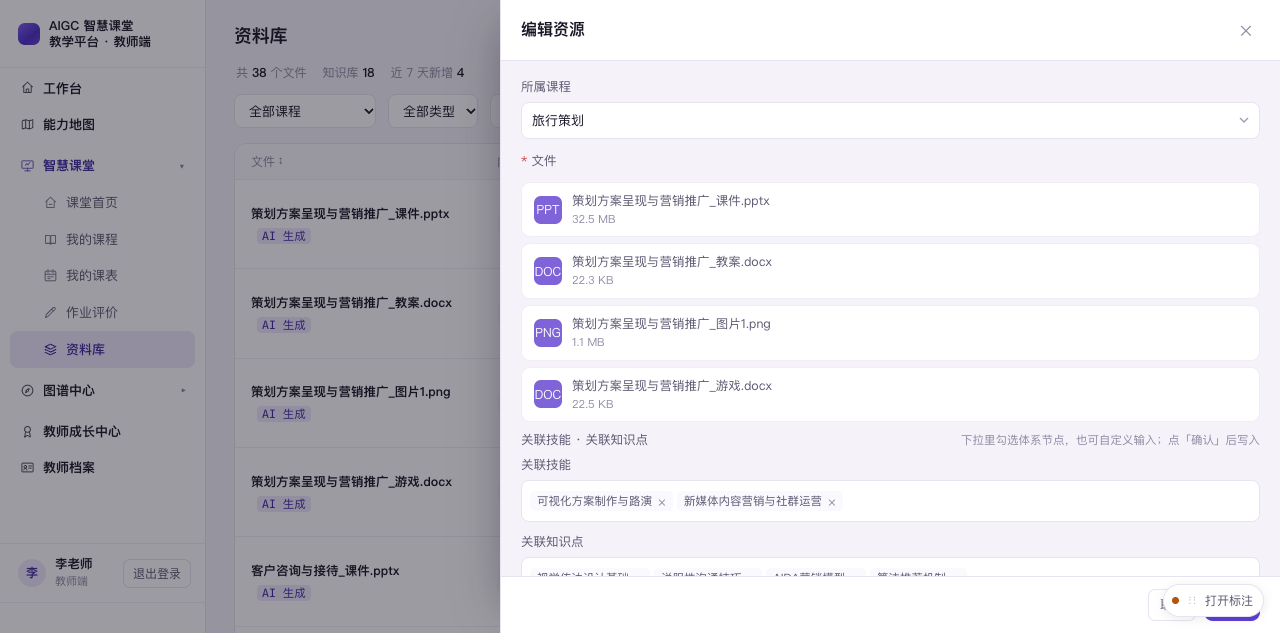 AIGC 智慧课堂
教学平台 · 教师端
工作台
能力地图
智慧课堂
课堂首页
我的课程
我的课表
作业评价
资料库
图谱中心
教师成长中心
教师档案
李
李老师
教师端
退出登录
资料库
共 38 个文件 知识库 18 近 7 天新增 4
全部课程
全部类型
文件
策划方案呈现与营销推广_课件.pptx
AI 生成
策划方案呈现与营销推广_教案.docx
AI 生成
策划方案呈现与营销推广_图片1.png
AI 生成
策划方案呈现与营销推广_游戏.docx
AI 生成
客户咨询与接待_课件.pptx
AI 生成
编辑资源
所属课程
旅行策划
* 文件
PPT
策划方案呈现与营销推广_课件.pptx
32.5 MB
DOC
策划方案呈现与营销推广_教案.docx
22.3 KB
PNG
策划方案呈现与营销推广_图片1.png
1.1 MB
DOC
策划方案呈现与营销推广_游戏.docx
22.5 KB
关联技能 · 关联知识点
下拉里勾选体系节点，也可自定义输入；点「确认」后写入
关联技能
可视化方案制作与路演 × 新媒体内容营销与社群运营 ×
关联知识点
打开标注